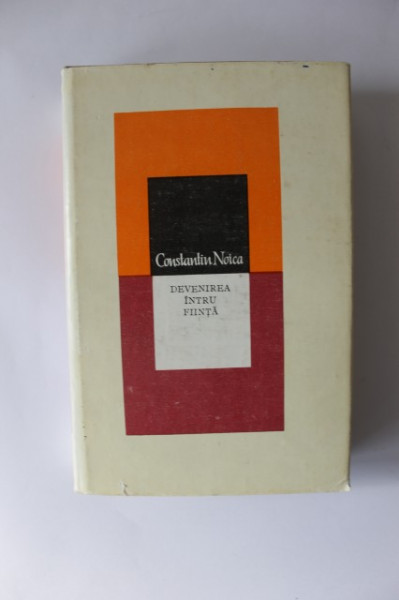 Constantin Noica
DEVENIREA
ÎNTRU
FIINȚĂ